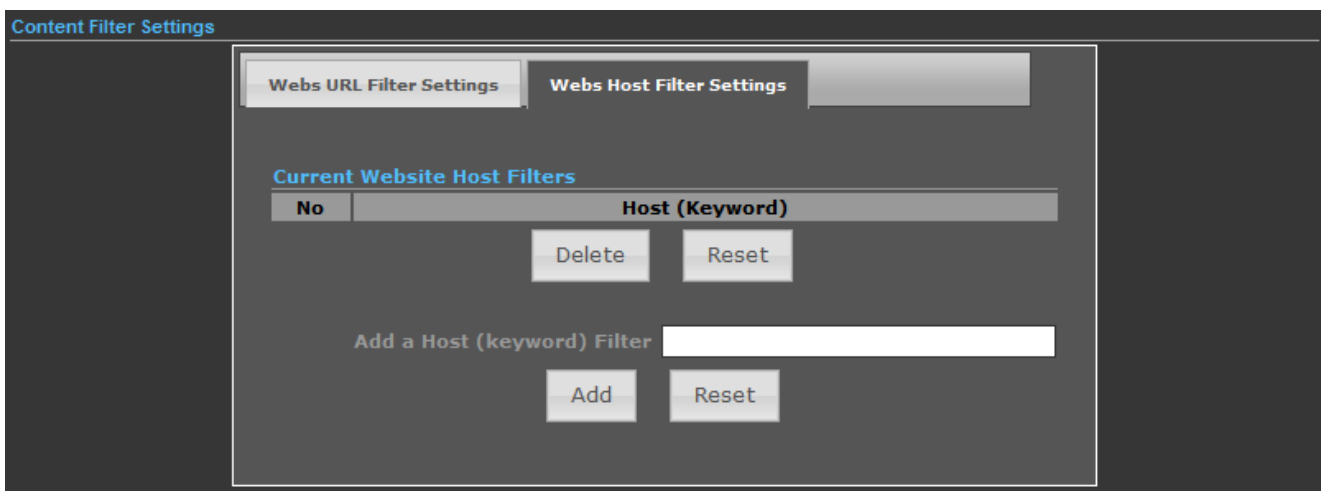 Content Filter Settings
Webs URL Filter Settings Webs Host Filter Settings
Current Website Host Filters
No Host (Keyword)
Delete Reset
Add a Host (keyword) Filter
Add Reset